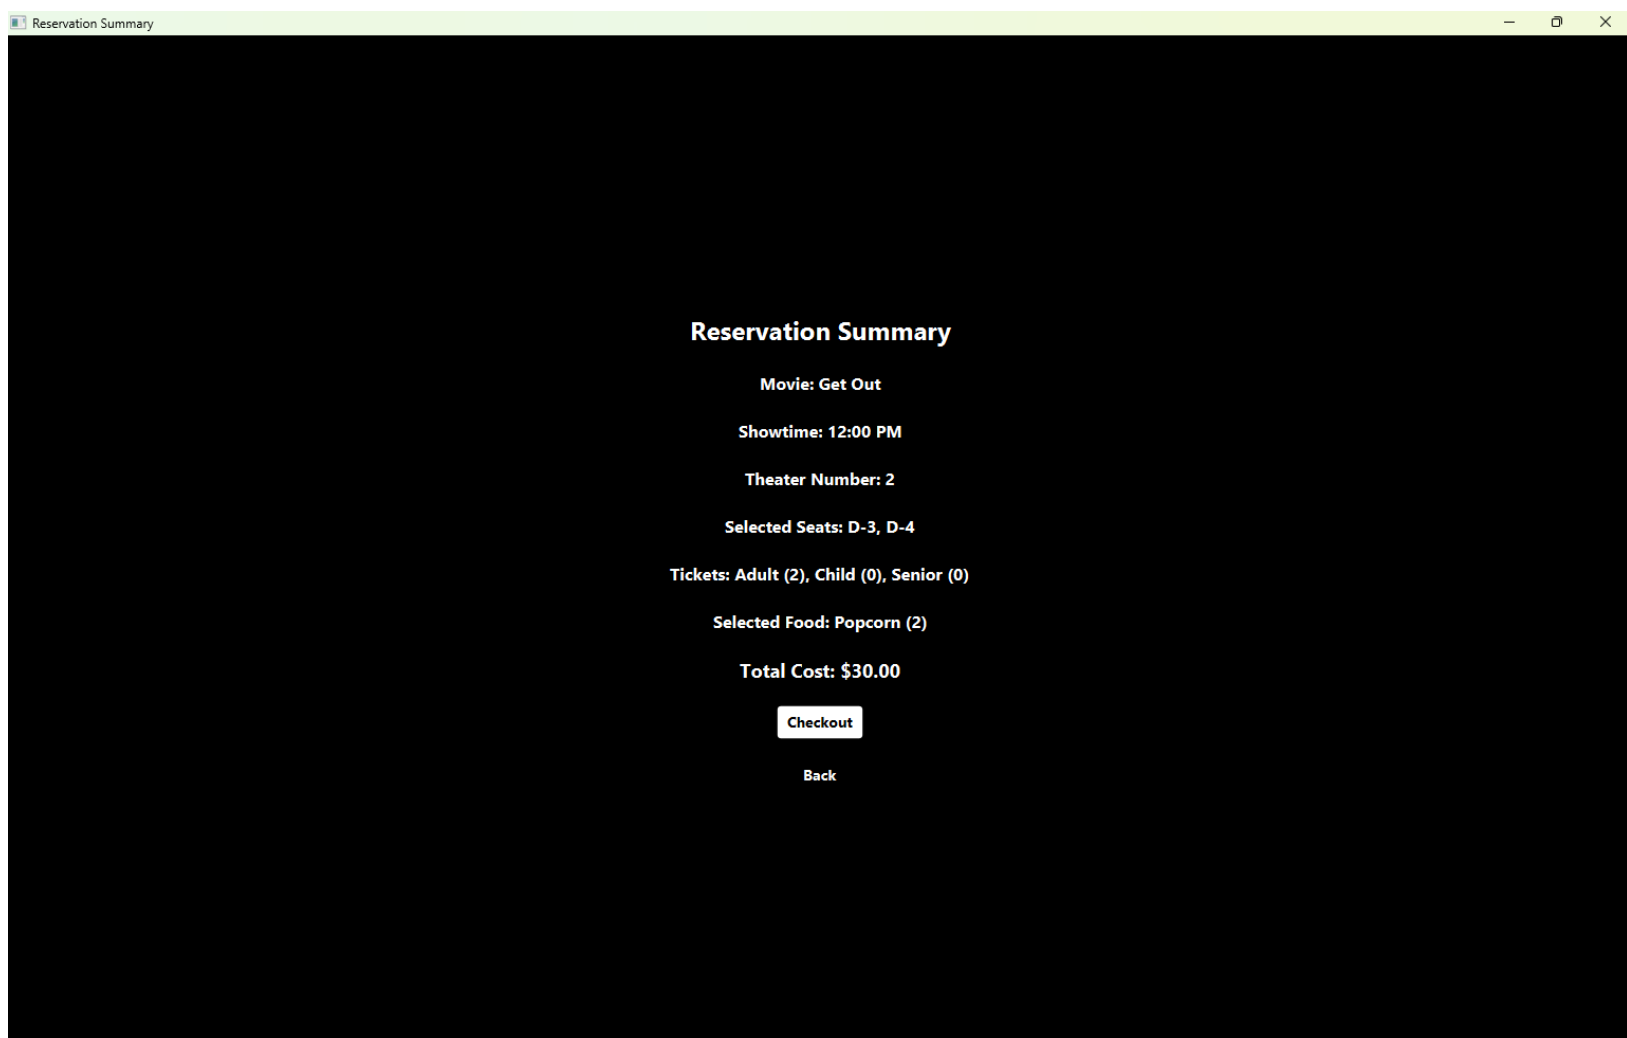 Reservation Summary
Reservation Summary
Movie: Get Out
Showtime: 12:00 PM
Theater Number: 2
Selected Seats: D-3, D-4
Tickets: Adult (2), Child (0), Senior (0)
Selected Food: Popcorn (2)
Total Cost: $30.00
Checkout
Back